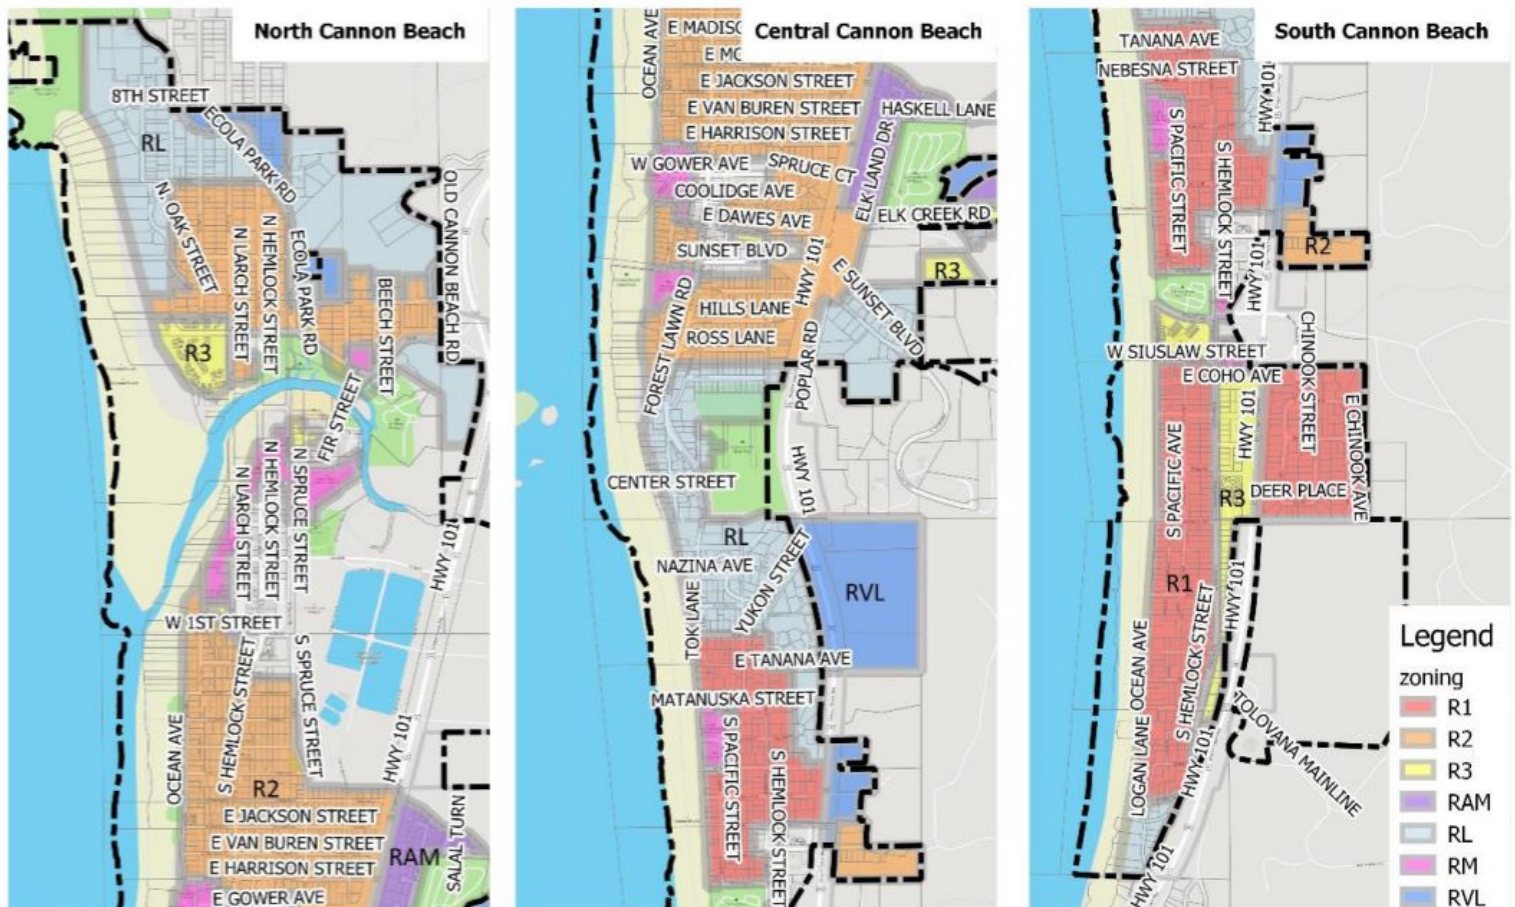 North Cannon Beach
8TH STREET
ECOLA PARK RD
RL
N. OAK STREET
N LARCH STREET
N HEMLOCK STREET
ECOLA PARK RD
BEECH STREET
OLD CANNON BEACH RD
R3
FIR STREET
N HEMLOCK STREET
N LARCH STREET
N SPRUCE STREET
HWY 101
W 1ST STREET
S HEMLOCK STREET
S SPRUCE STREET
OCEAN AVE
HWY 101
R2
E JACKSON STREET
E VAN BUREN STREET
E HARRISON STREET
RAM
SALAL TURN
E GOWER AVE
Central Cannon Beach
OCEAN AVE
E MADISC
E MC
E JACKSON STREET
E VAN BUREN STREET
HASKELL LANE
E HARRISON STREET
W GOWER AVE
SPRUCE CT
ELK LAND DR
COOLIDGE AVE
E DAWES AVE
ELK CREEK RD
SUNSET BLVD
HWY 101
R3
E SUNSET BLVD
FOREST LAWN RD
HILLS LANE
ROSS LANE
POPLAR RD
HWY 101
CENTER STREET
RL
NAZINA AVE
YUKON STREET
RVL
TOK LANE
E TANANA AVE
MATANUSKA STREET
S PACIFIC STREET
S HEMLOCK STREET
South Cannon Beach
TANANA AVE
NEBESNA STREET
HWY 101
S PACIFIC STREET
S HEMLOCK STREET
R2
HWY 101
W SIUSLAW STREET
E COHO AVE
CHINOOK STREET
E CHINOOK AVE
HWY 101
S PACIFIC AVE
R3
DEER PLACE
R1
HWY 101
S HEMLOCK STREET
OCEAN AVE
LOGAN LANE
HWY 101
TOLOVANA MAINLINE
HWY 101
Legend
zoning
R1
R2
R3
RAM
RL
RM
RVL